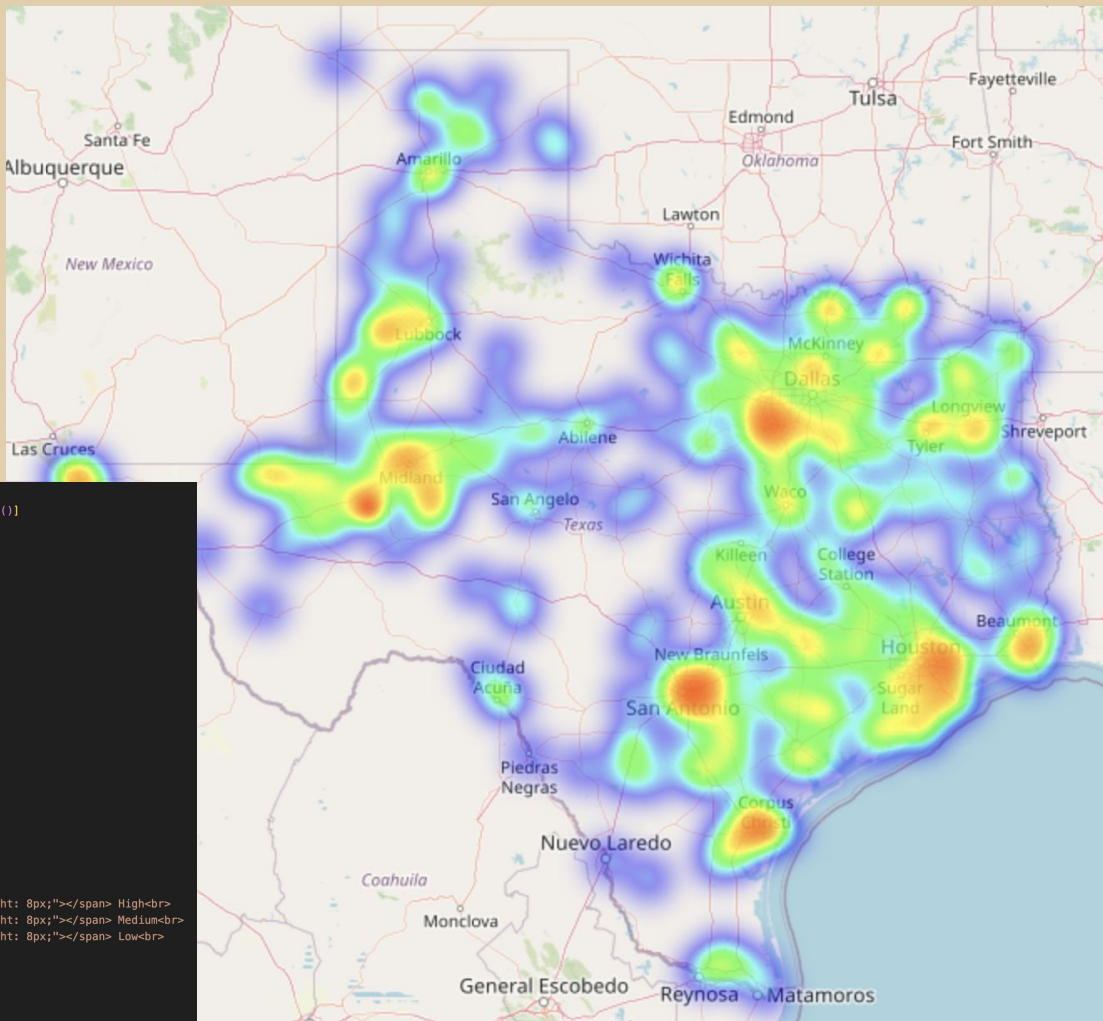 Fayetteville
Tulsa
Edmond
Santa Fe
Fort Smith
Amarillo
Oklahoma
Albuquerque
Lawton
New Mexico
Wichita
Falls
Lubbock
McKinney
Dallas
Longview
Las Cruces
Abilene
Tyler
Shreveport
Midland
San Angelo
Waco
Texas
()]
Killeen
College
Station
Austin
Beaumont
Houston
New Braunfels
Ciudad
Acuña
Sugar
Land
San Antonio
Piedras
Negras
Corpus
Christi
Nuevo Laredo
Coahuila
ht: 8px;"></span> High<br>
ht: 8px;"></span> Medium<br>
ht: 8px;"></span> Low<br>
Monclova
General Escobedo
Reynosa
Matamoros